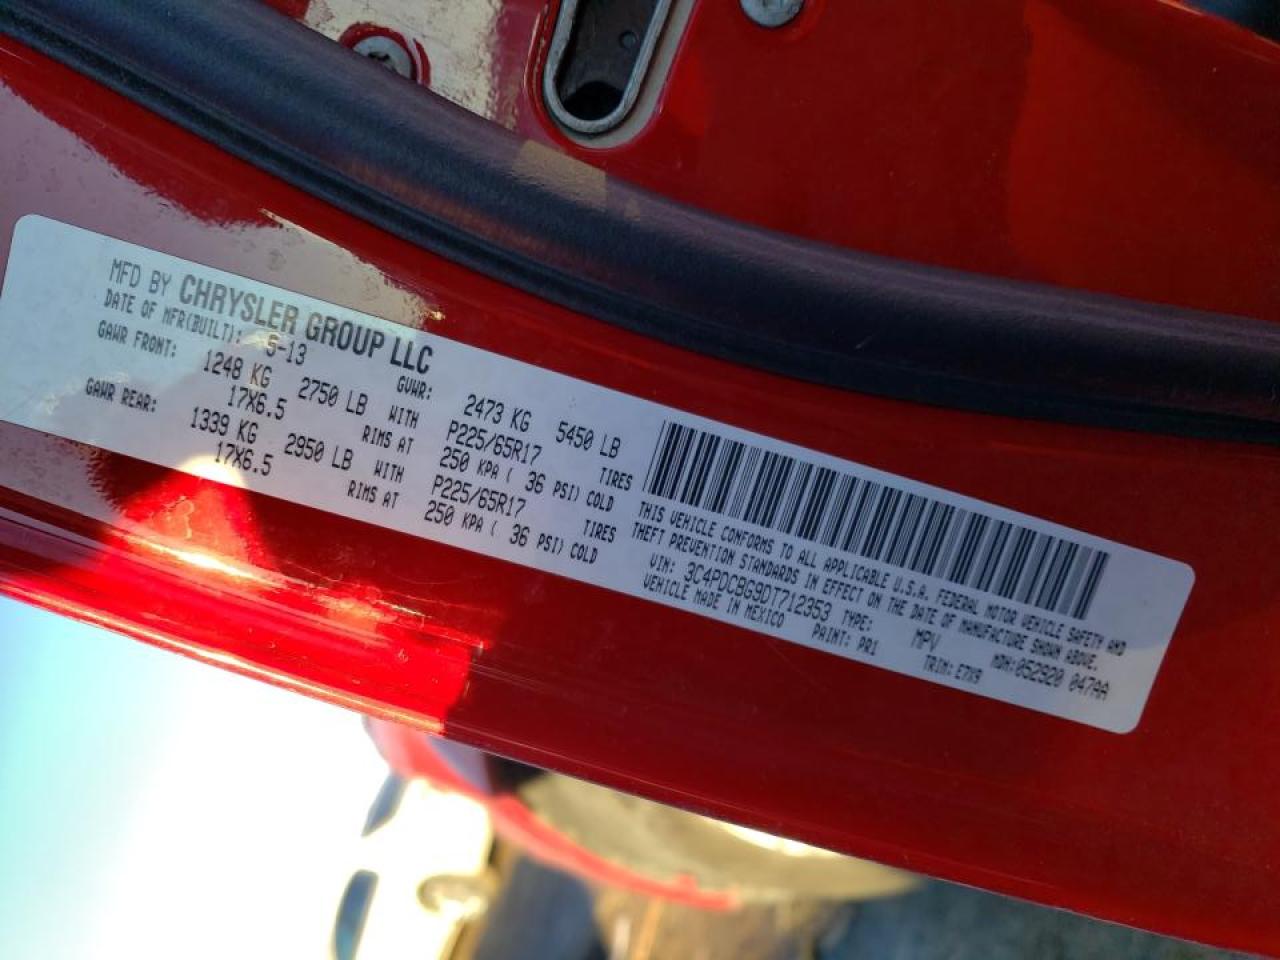 MFD BY CHRYSLER GROUP LLC
DATE OF MFR(BUILT): 5-13 GVWR: 2473 KG 5450 LB
GAWR FRONT: 1248 KG 2750 LB WITH P225/65R17 TIRES
17X6.5 RIMS AT 250 KPA ( 36 PSI) COLD
GAWR REAR: 1339 KG 2950 LB WITH P225/65R17 TIRES
17X6.5 RIMS AT 250 KPA ( 36 PSI) COLD
THIS VEHICLE CONFORMS TO ALL APPLICABLE U.S.A. FEDERAL MOTOR VEHICLE SAFETY AND
THEFT PREVENTION STANDARDS IN EFFECT ON THE DATE OF MANUFACTURE SHOWN ABOVE.
VIN: 3C4PDCBG9DT712353 TYPE: MPV MDH:052920 047AA
VEHICLE MADE IN MEXICO PAINT: PR1 TRIM: E7X9